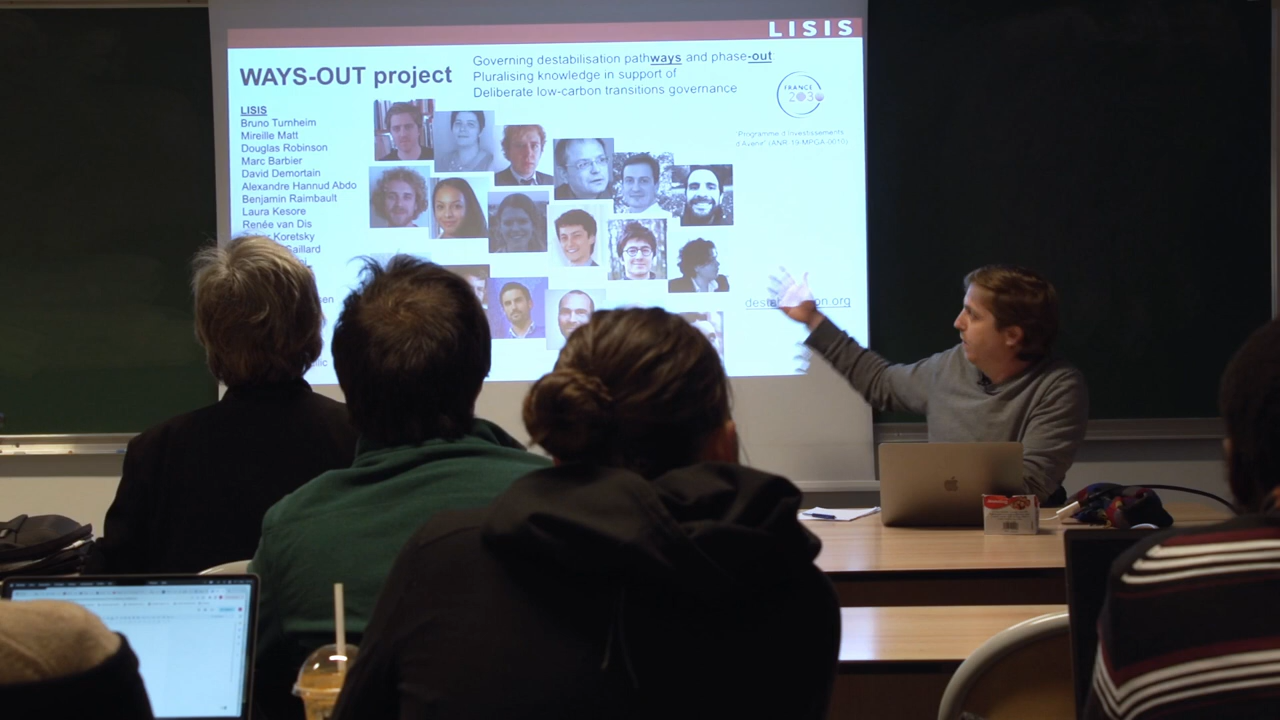 LISIS
WAYS-OUT project
Governing destabilisation pathways and phase-out
Pluralising knowledge in support of
Deliberate low-carbon transitions governance
FRANCE
2030
"Programme d'Investissements
d'Avenir" (ANR-19-MPGA-0010)
LISIS
Bruno Turnheim
Mireille Matt
Douglas Robinson
Marc Barbier
David Demortain
Alexandre Hannud Abdo
Benjamin Raimbault
Laura Kesore
Renée van Dis
Koretsky
Gaillard